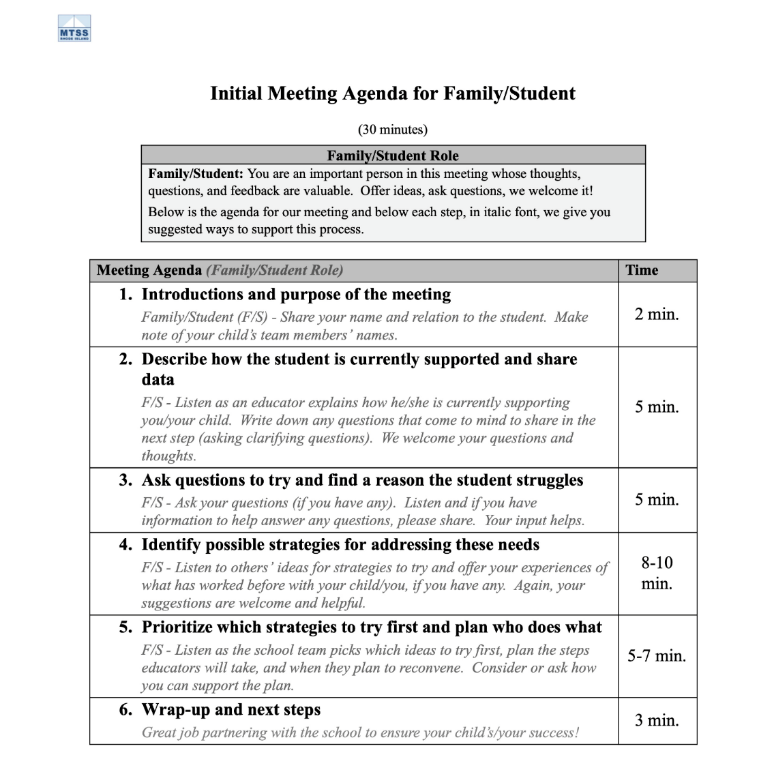 MTSS
RHODE ISLAND
Initial Meeting Agenda for Family/Student
(30 minutes)
Family/Student Role
Family/Student: You are an important person in this meeting whose thoughts,
questions, and feedback are valuable.  Offer ideas, ask questions, we welcome it!
Below is the agenda for our meeting and below each step, in italic font, we give you
suggested ways to support this process.
Meeting Agenda (Family/Student Role) Time
1. Introductions and purpose of the meeting
Family/Student (F/S) - Share your name and relation to the student.  Make
note of your child's team members' names.
2 min.
2. Describe how the student is currently supported and share
data
F/S - Listen as an educator explains how he/she is currently supporting
you/your child.  Write down any questions that come to mind to share in the
next step (asking clarifying questions).  We welcome your questions and
thoughts.
5 min.
3. Ask questions to try and find a reason the student struggles
F/S - Ask your questions (if you have any).  Listen and if you have
information to help answer any questions, please share.  Your input helps.
5 min.
4. Identify possible strategies for addressing these needs
F/S - Listen to others' ideas for strategies to try and offer your experiences of
what has worked before with your child/you, if you have any.  Again, your
suggestions are welcome and helpful.
8-10
min.
5. Prioritize which strategies to try first and plan who does what
F/S - Listen as the school team picks which ideas to try first, plan the steps
educators will take, and when they plan to reconvene.  Consider or ask how
you can support the plan.
5-7 min.
6. Wrap-up and next steps
Great job partnering with the school to ensure your child's/your success!
3 min.